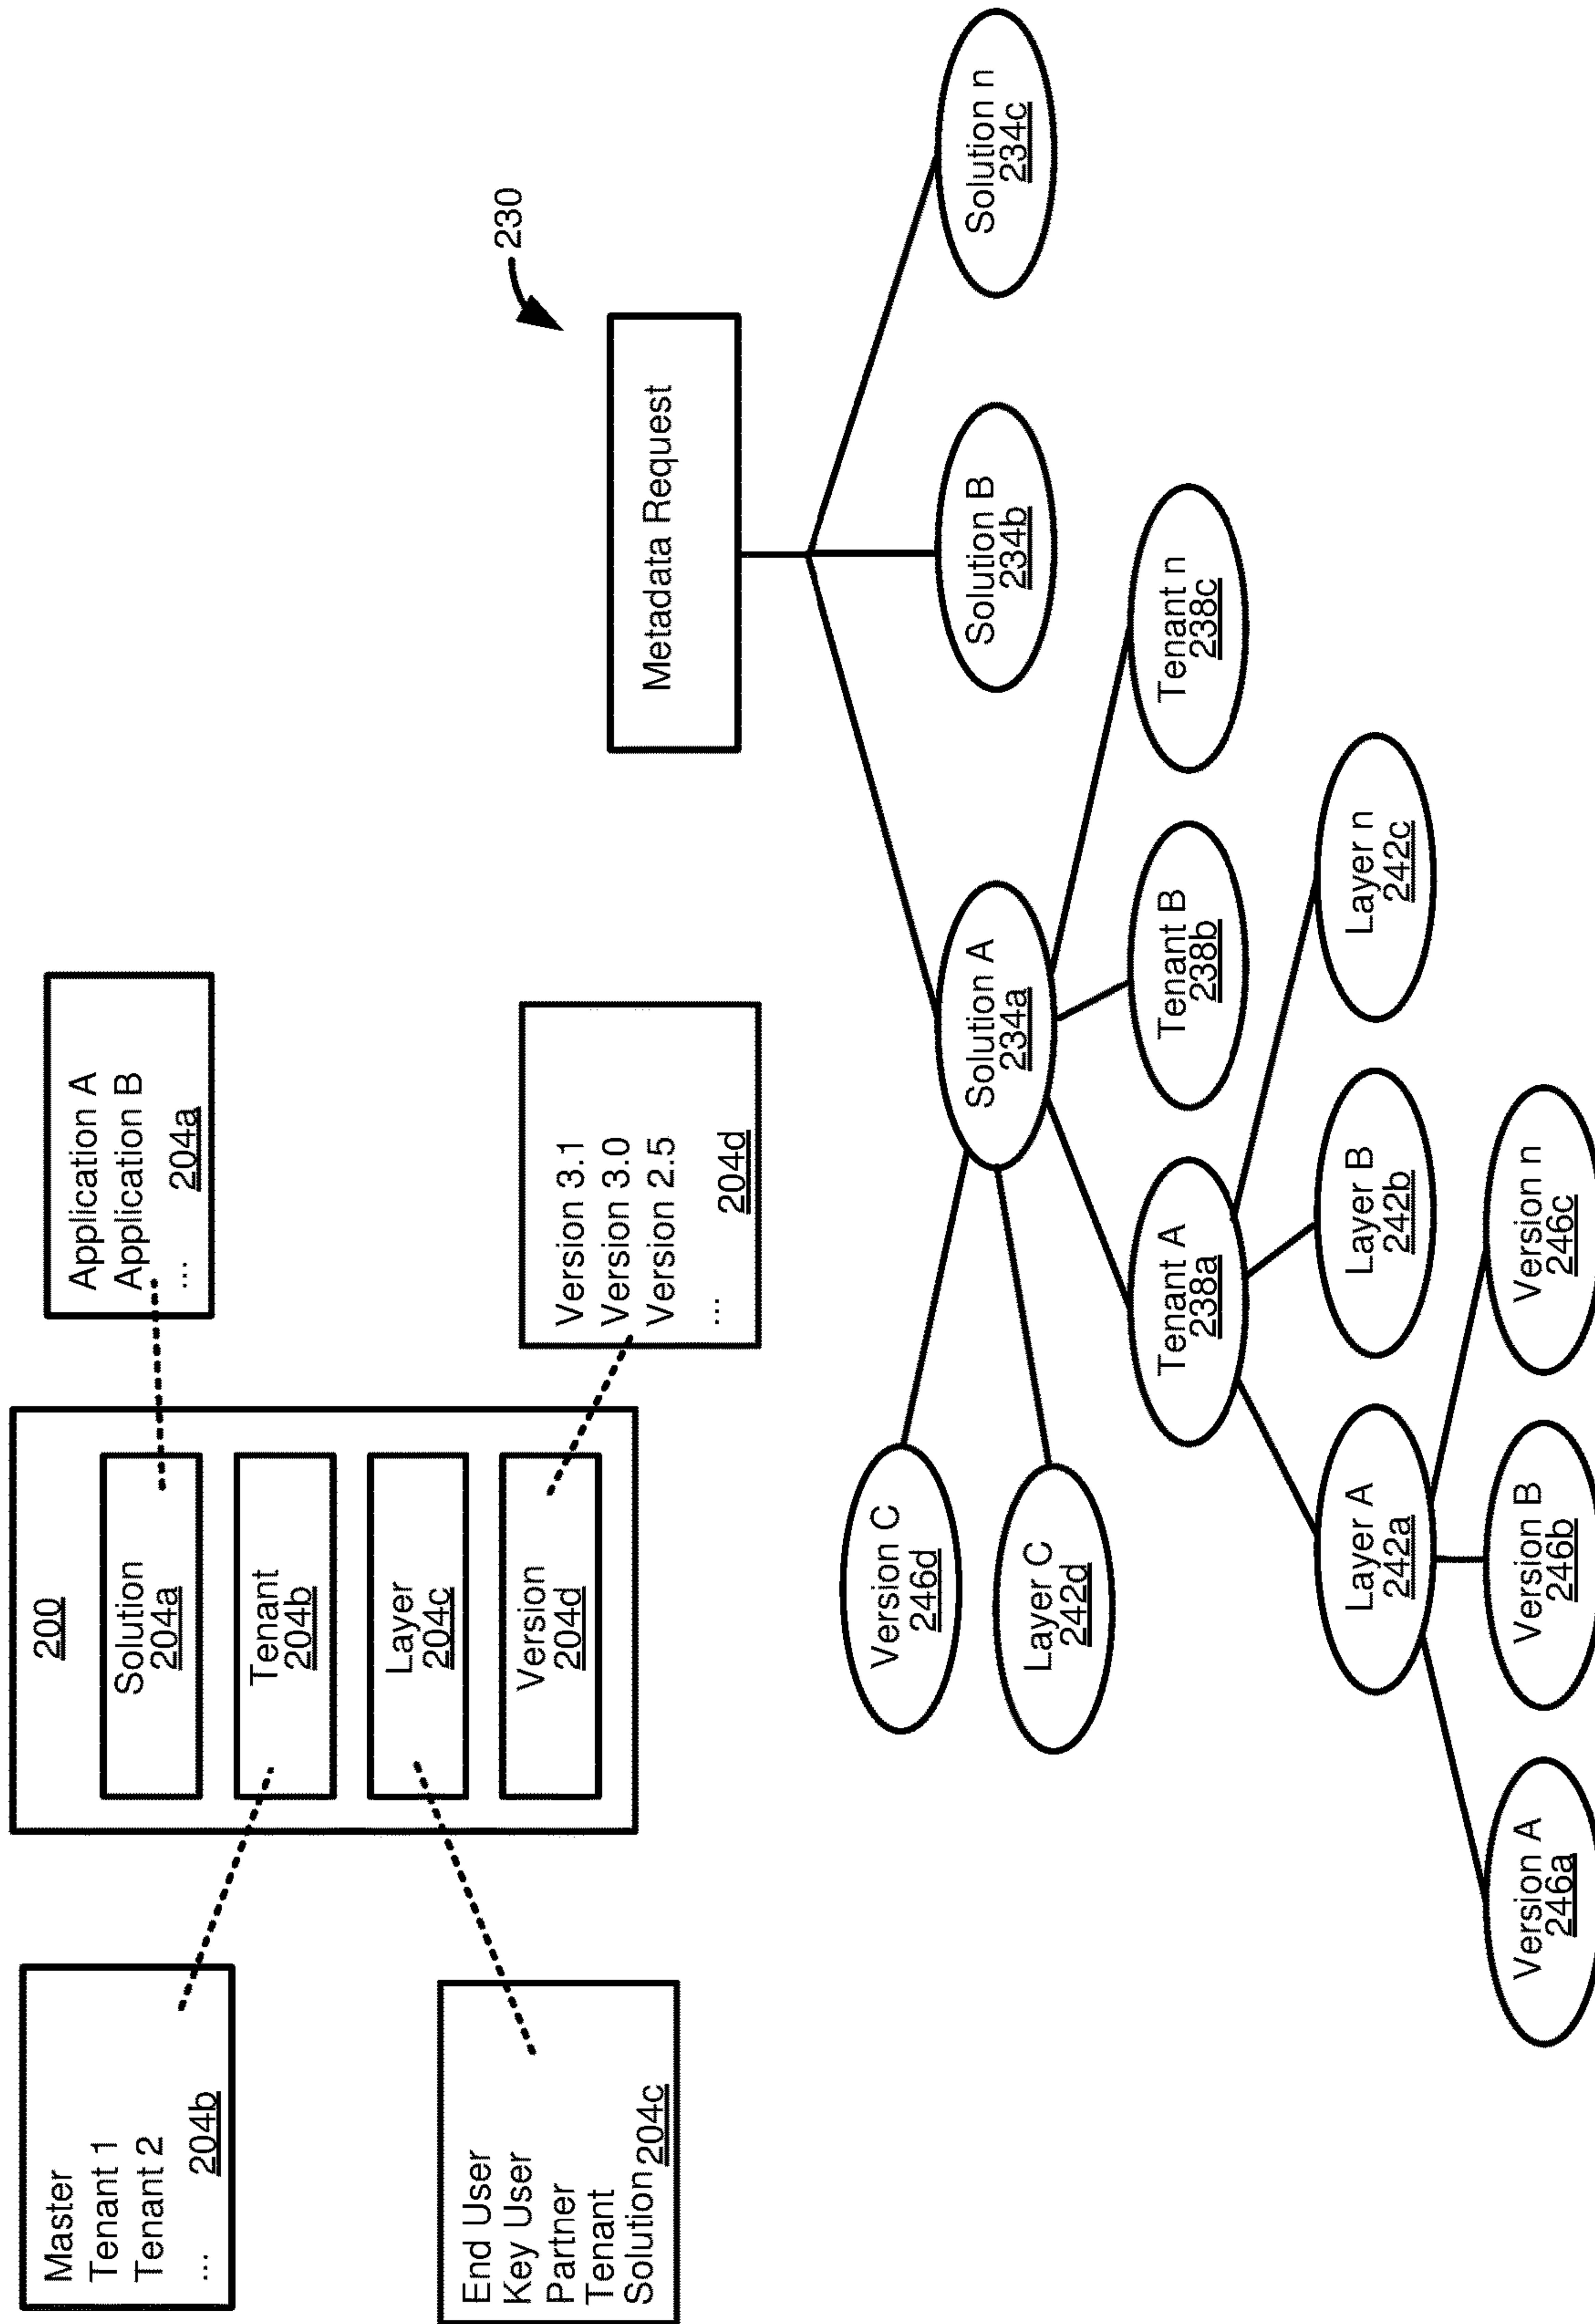 200
Solution
204a
Tenant
204b
Layer
204c
Version
204d
Master
Tenant 1
Tenant 2
...
204b
End User
Key User
Partner
Tenant
Solution 204c
Application A
Application B
...
204a
Version 3.1
Version 3.0
Version 2.5
...
204d
230
Metadata Request
Solution A
234a
Solution B
234b
Solution n
234c
Version C
246d
Layer C
242d
Tenant A
238a
Tenant B
238b
Tenant n
238c
Layer A
242a
Layer B
242b
Layer n
242c
Version A
246a
Version B
246b
Version n
246c